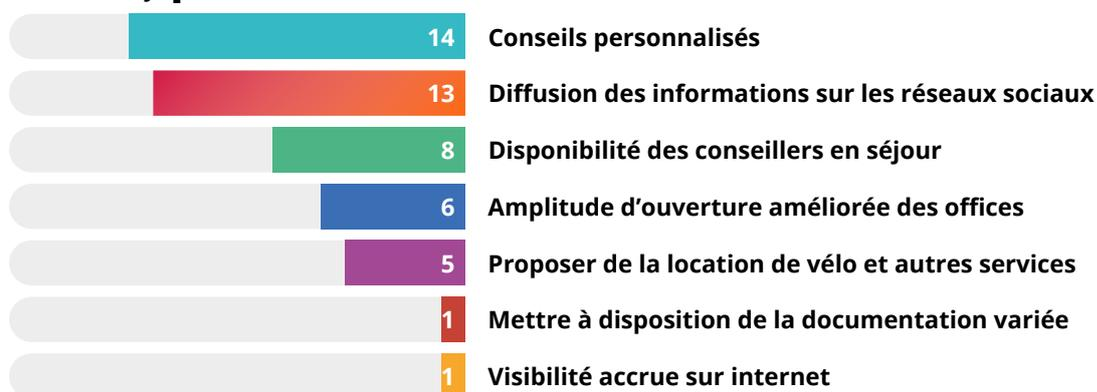 14 Conseils personnalisés
13 Diffusion des informations sur les réseaux sociaux
8 Disponibilité des conseillers en séjour
6 Amplitude d’ouverture améliorée des offices
5 Proposer de la location de vélo et autres services
1 Mettre à disposition de la documentation variée
1 Visibilité accrue sur internet